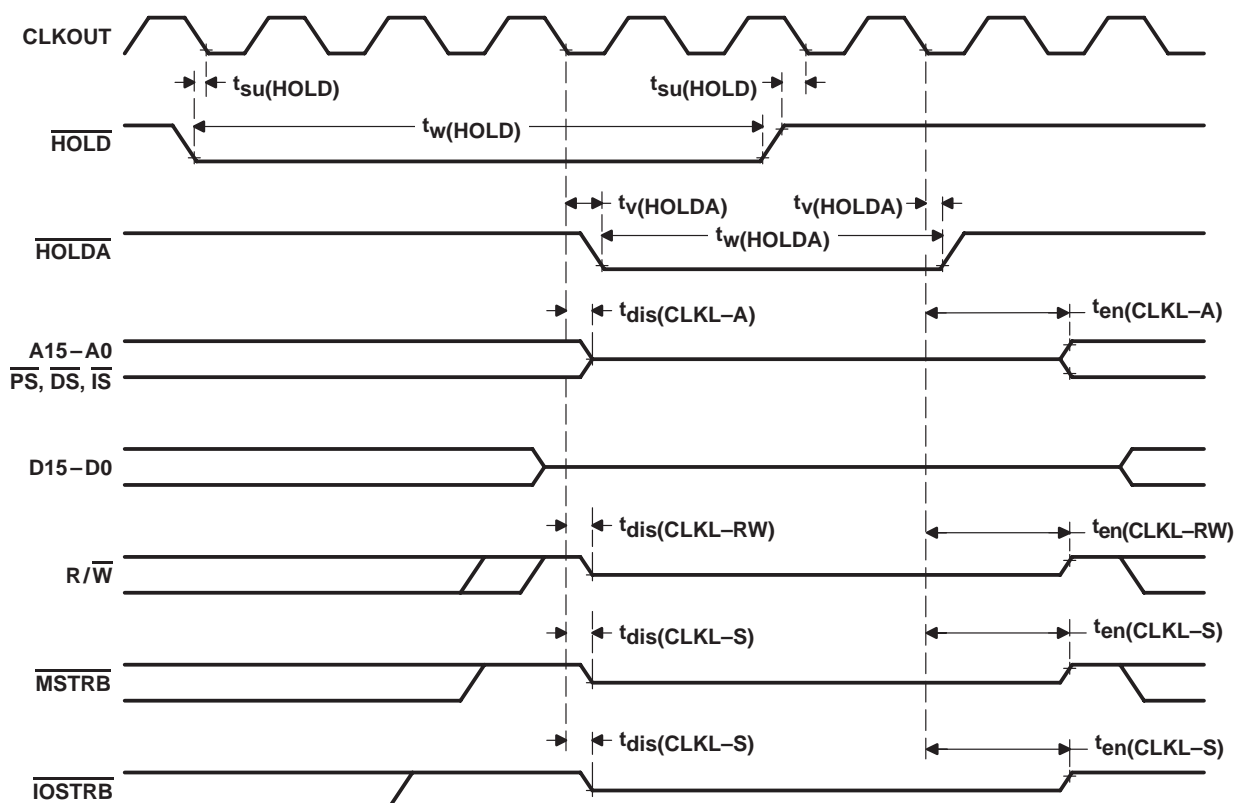 CLKOUT
tsu(HOLD)
tsu(HOLD)
HOLD
tw(HOLD)
tv(HOLDA)
tv(HOLDA)
HOLDA
tw(HOLDA)
tdis(CLKL–A)
ten(CLKL–A)
A15–A0
PS, DS, IS
D15–D0
tdis(CLKL–RW)
ten(CLKL–RW)
R/W
tdis(CLKL–S)
ten(CLKL–S)
MSTRB
tdis(CLKL–S)
ten(CLKL–S)
IOSTRB